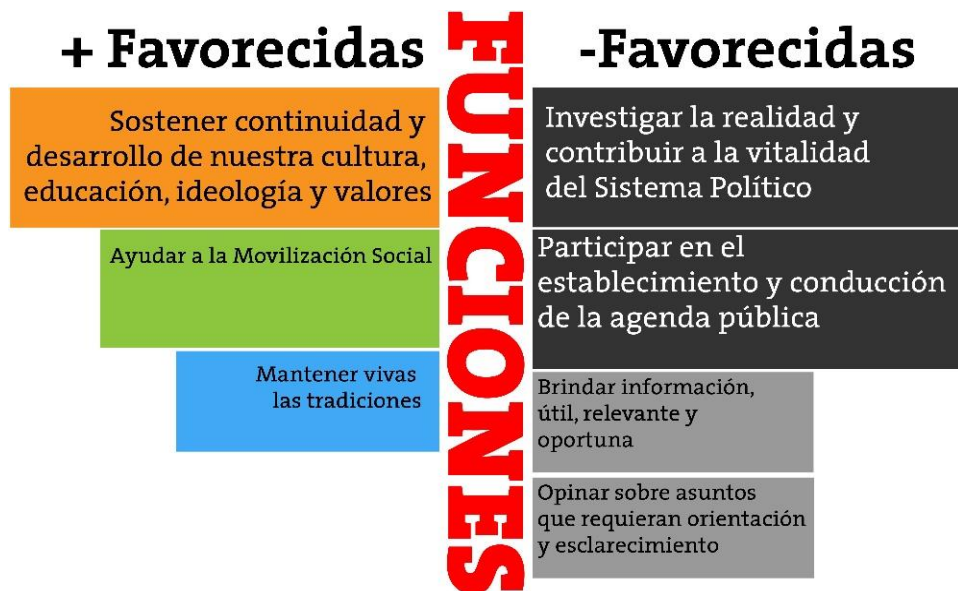 + Favorecidas
Sostener continuidad y
desarrollo de nuestra cultura,
educación, ideología y valores
Ayudar a la Movilización Social
Mantener vivas
las tradiciones
FUNCIONES
-Favorecidas
Investigar la realidad y
contribuir a la vitalidad
del Sistema Político
Participar en el
establecimiento y conducción
de la agenda pública
Brindar información,
útil, relevante y
oportuna
Opinar sobre asuntos
que requieran orientación
y esclarecimiento